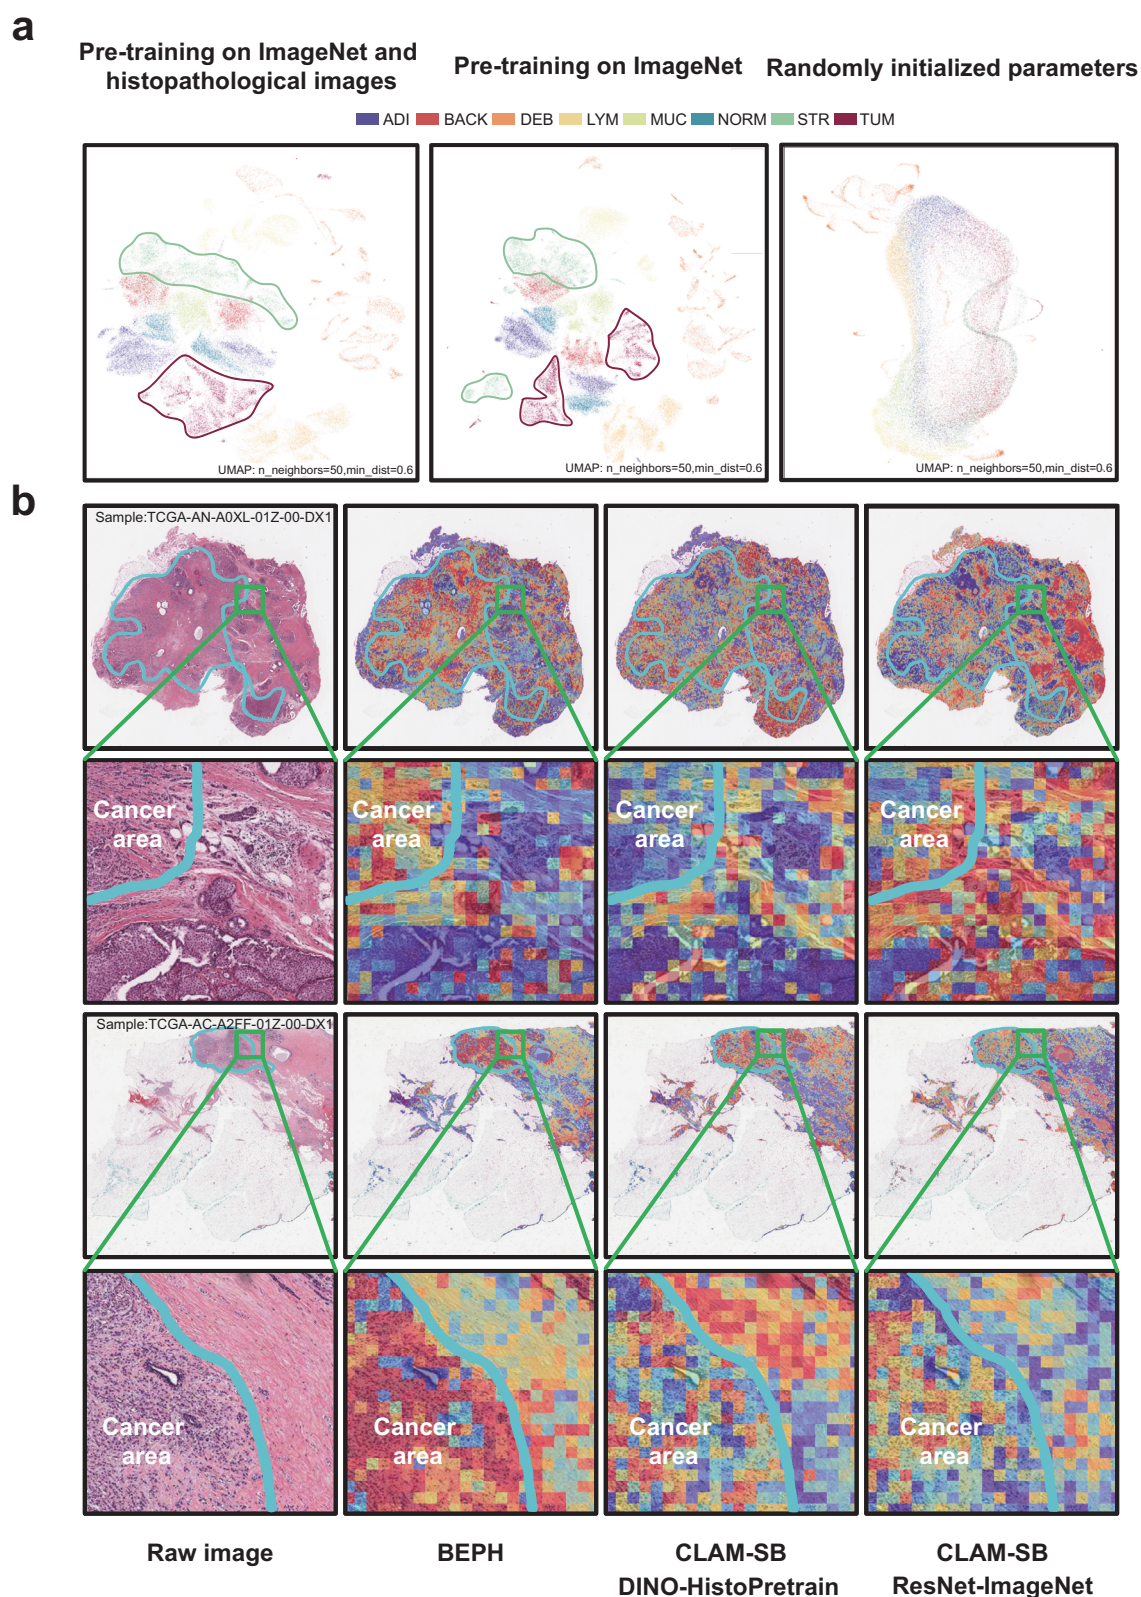 a
Pre-training on ImageNet and
histopathological images
Pre-training on ImageNet
Randomly initialized parameters
ADI BACK DEB LYM MUC NORM STR TUM
UMAP: n_neighbors=50,min_dist=0.6
UMAP: n_neighbors=50,min_dist=0.6
UMAP: n_neighbors=50,min_dist=0.6
b
Sample:TCGA-AN-A0XL-01Z-00-DX1
Cancer
area
Cancer
area
Cancer
area
Cancer
area
Sample:TCGA-AC-A2FF-01Z-00-DX1
Cancer
area
Cancer
area
Cancer
area
Cancer
area
Raw image
BEPH
CLAM-SB
DINO-HistoPretrain
CLAM-SB
ResNet-ImageNet